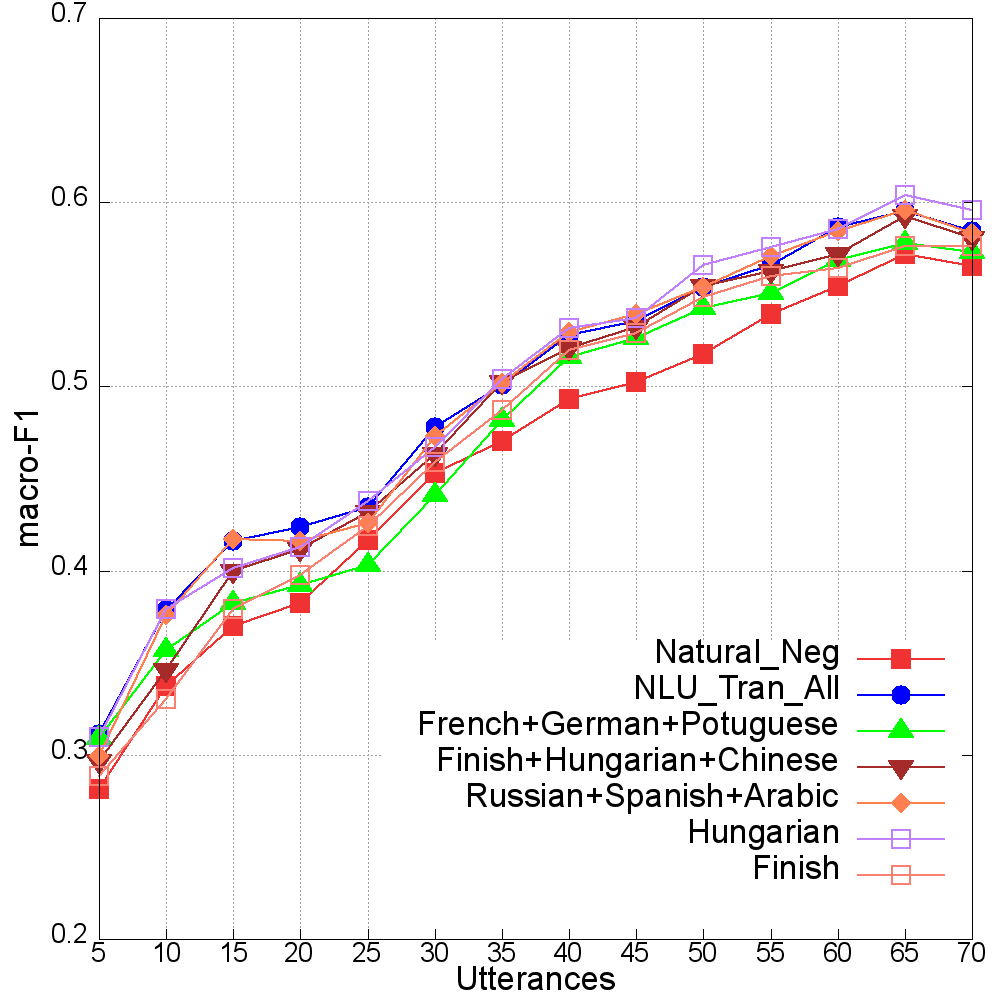 0.7
0.6
0.5
0.4
0.3
0.2
macro-F1
Natural_Neg
NLU_Tran_All
French+German+Potuguese
Finish+Hungarian+Chinese
Russian+Spanish+Arabic
Hungarian
Finish
5 10 15 20 25 30 35 40 45 50 55 60 65 70
Utterances